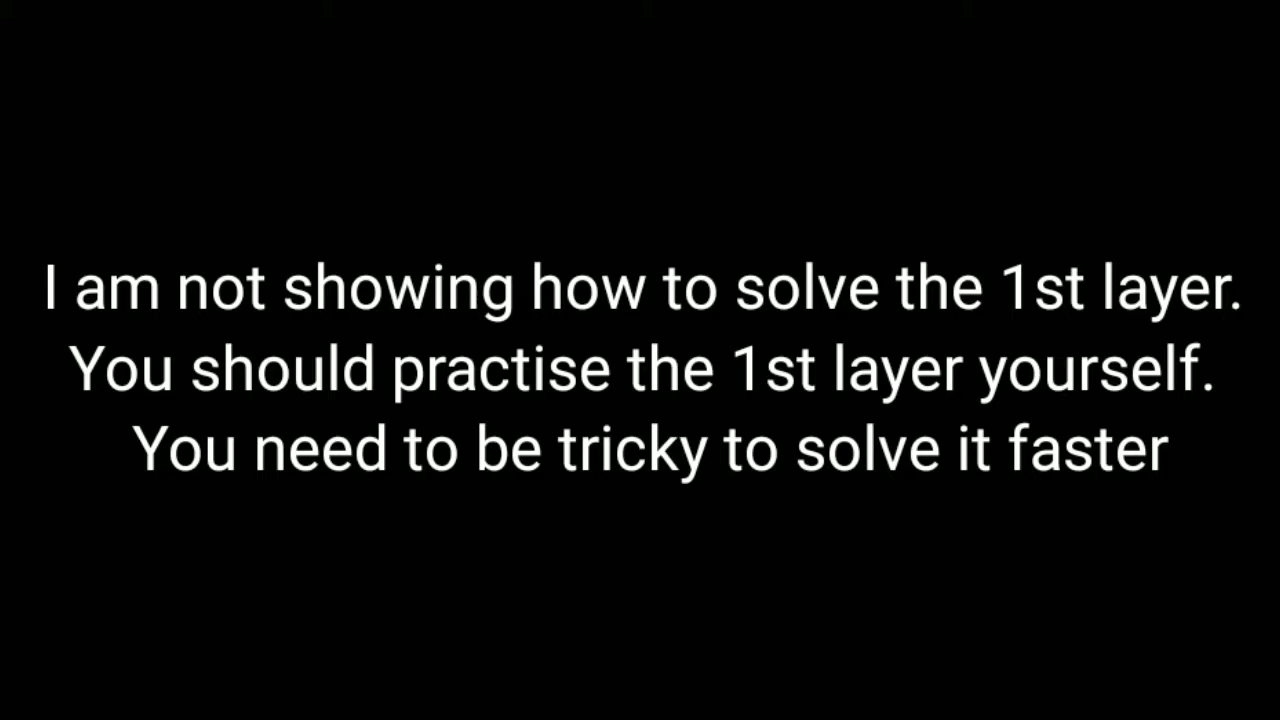 I am not showing how to solve the 1st layer.
You should practise the 1st layer yourself.
You need to be tricky to solve it faster